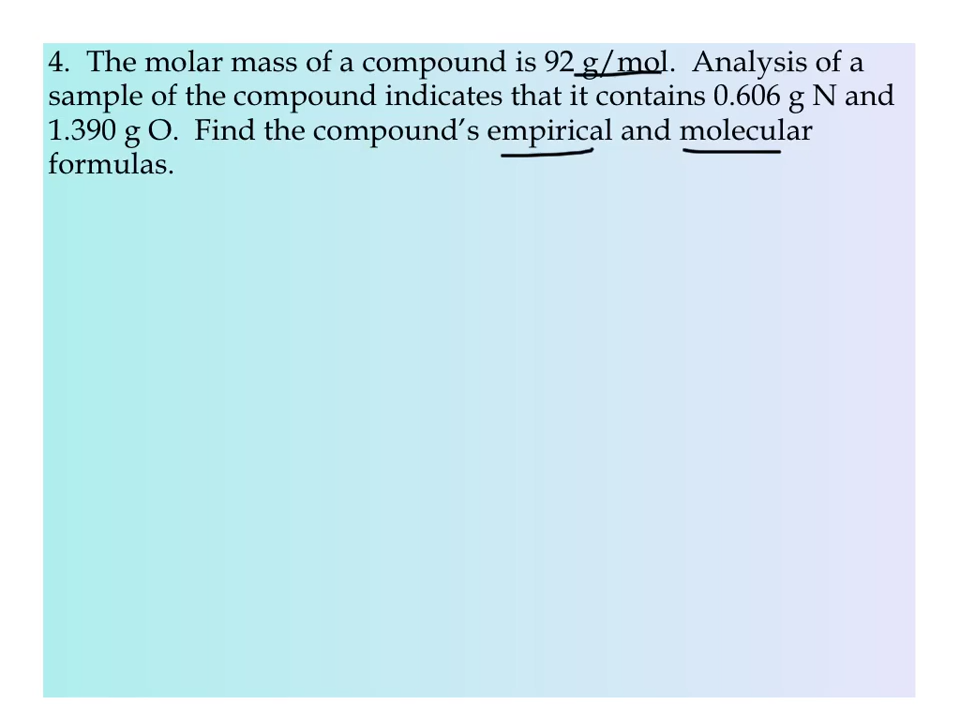 4.  The molar mass of a compound is 92 g/mol.  Analysis of a
sample of the compound indicates that it contains 0.606 g N and
1.390 g O.  Find the compound’s empirical and molecular
formulas.